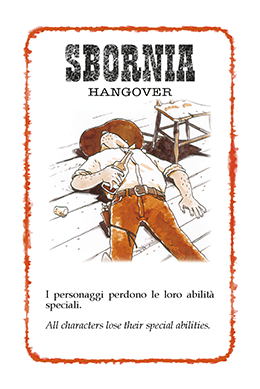 SBORNIA
HANGOVER
I personaggi perdono le loro abilità
speciali.
All characters lose their special abilities.